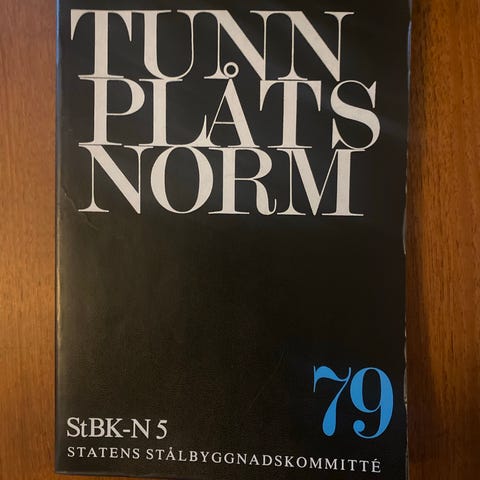 TUNN
PLÅTS
NORM
79
StBK-N 5
STATENS STÅLBYGGNADSKOMMITTÉ